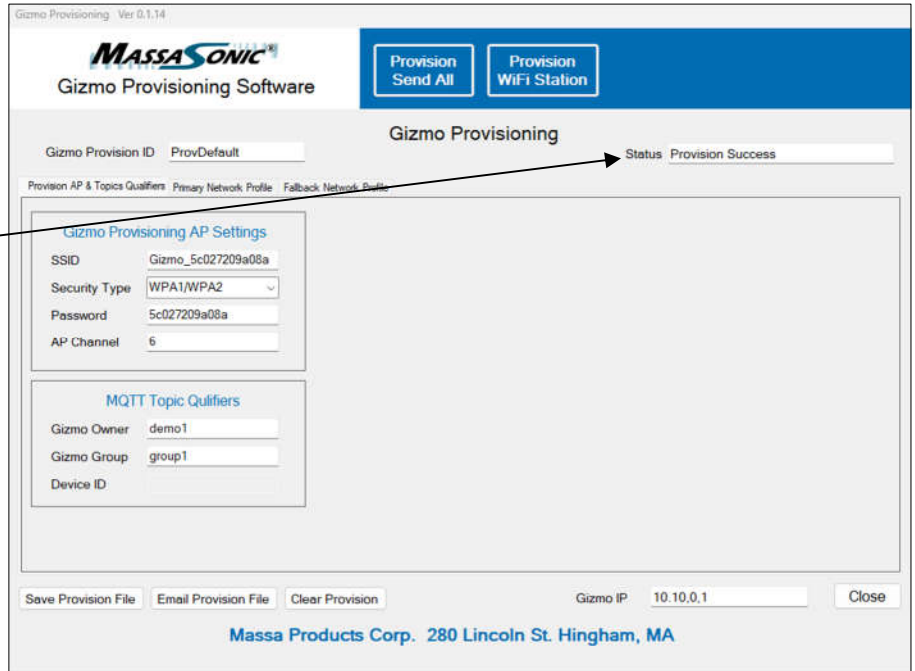 Gizmo Provisioning Ver 0.1.14
MASSASONIC®
Gizmo Provisioning Software
Provision
Send All
Provision
WiFi Station
Gizmo Provisioning
Gizmo Provision ID ProvDefault
Status Provision Success
Provision AP & Topics Qualifiers Primary Network Profile Fallback Network Profile
Gizmo Provisioning AP Settings
SSID Gizmo_5c027209a08a
Security Type WPA1/WPA2
Password 5c027209a08a
AP Channel 6
MQTT Topic Qulifiers
Gizmo Owner demo1
Gizmo Group group1
Device ID
Save Provision File Email Provision File Clear Provision Gizmo IP 10.10,0,1 Close
Massa Products Corp. 280 Lincoln St. Hingham, MA